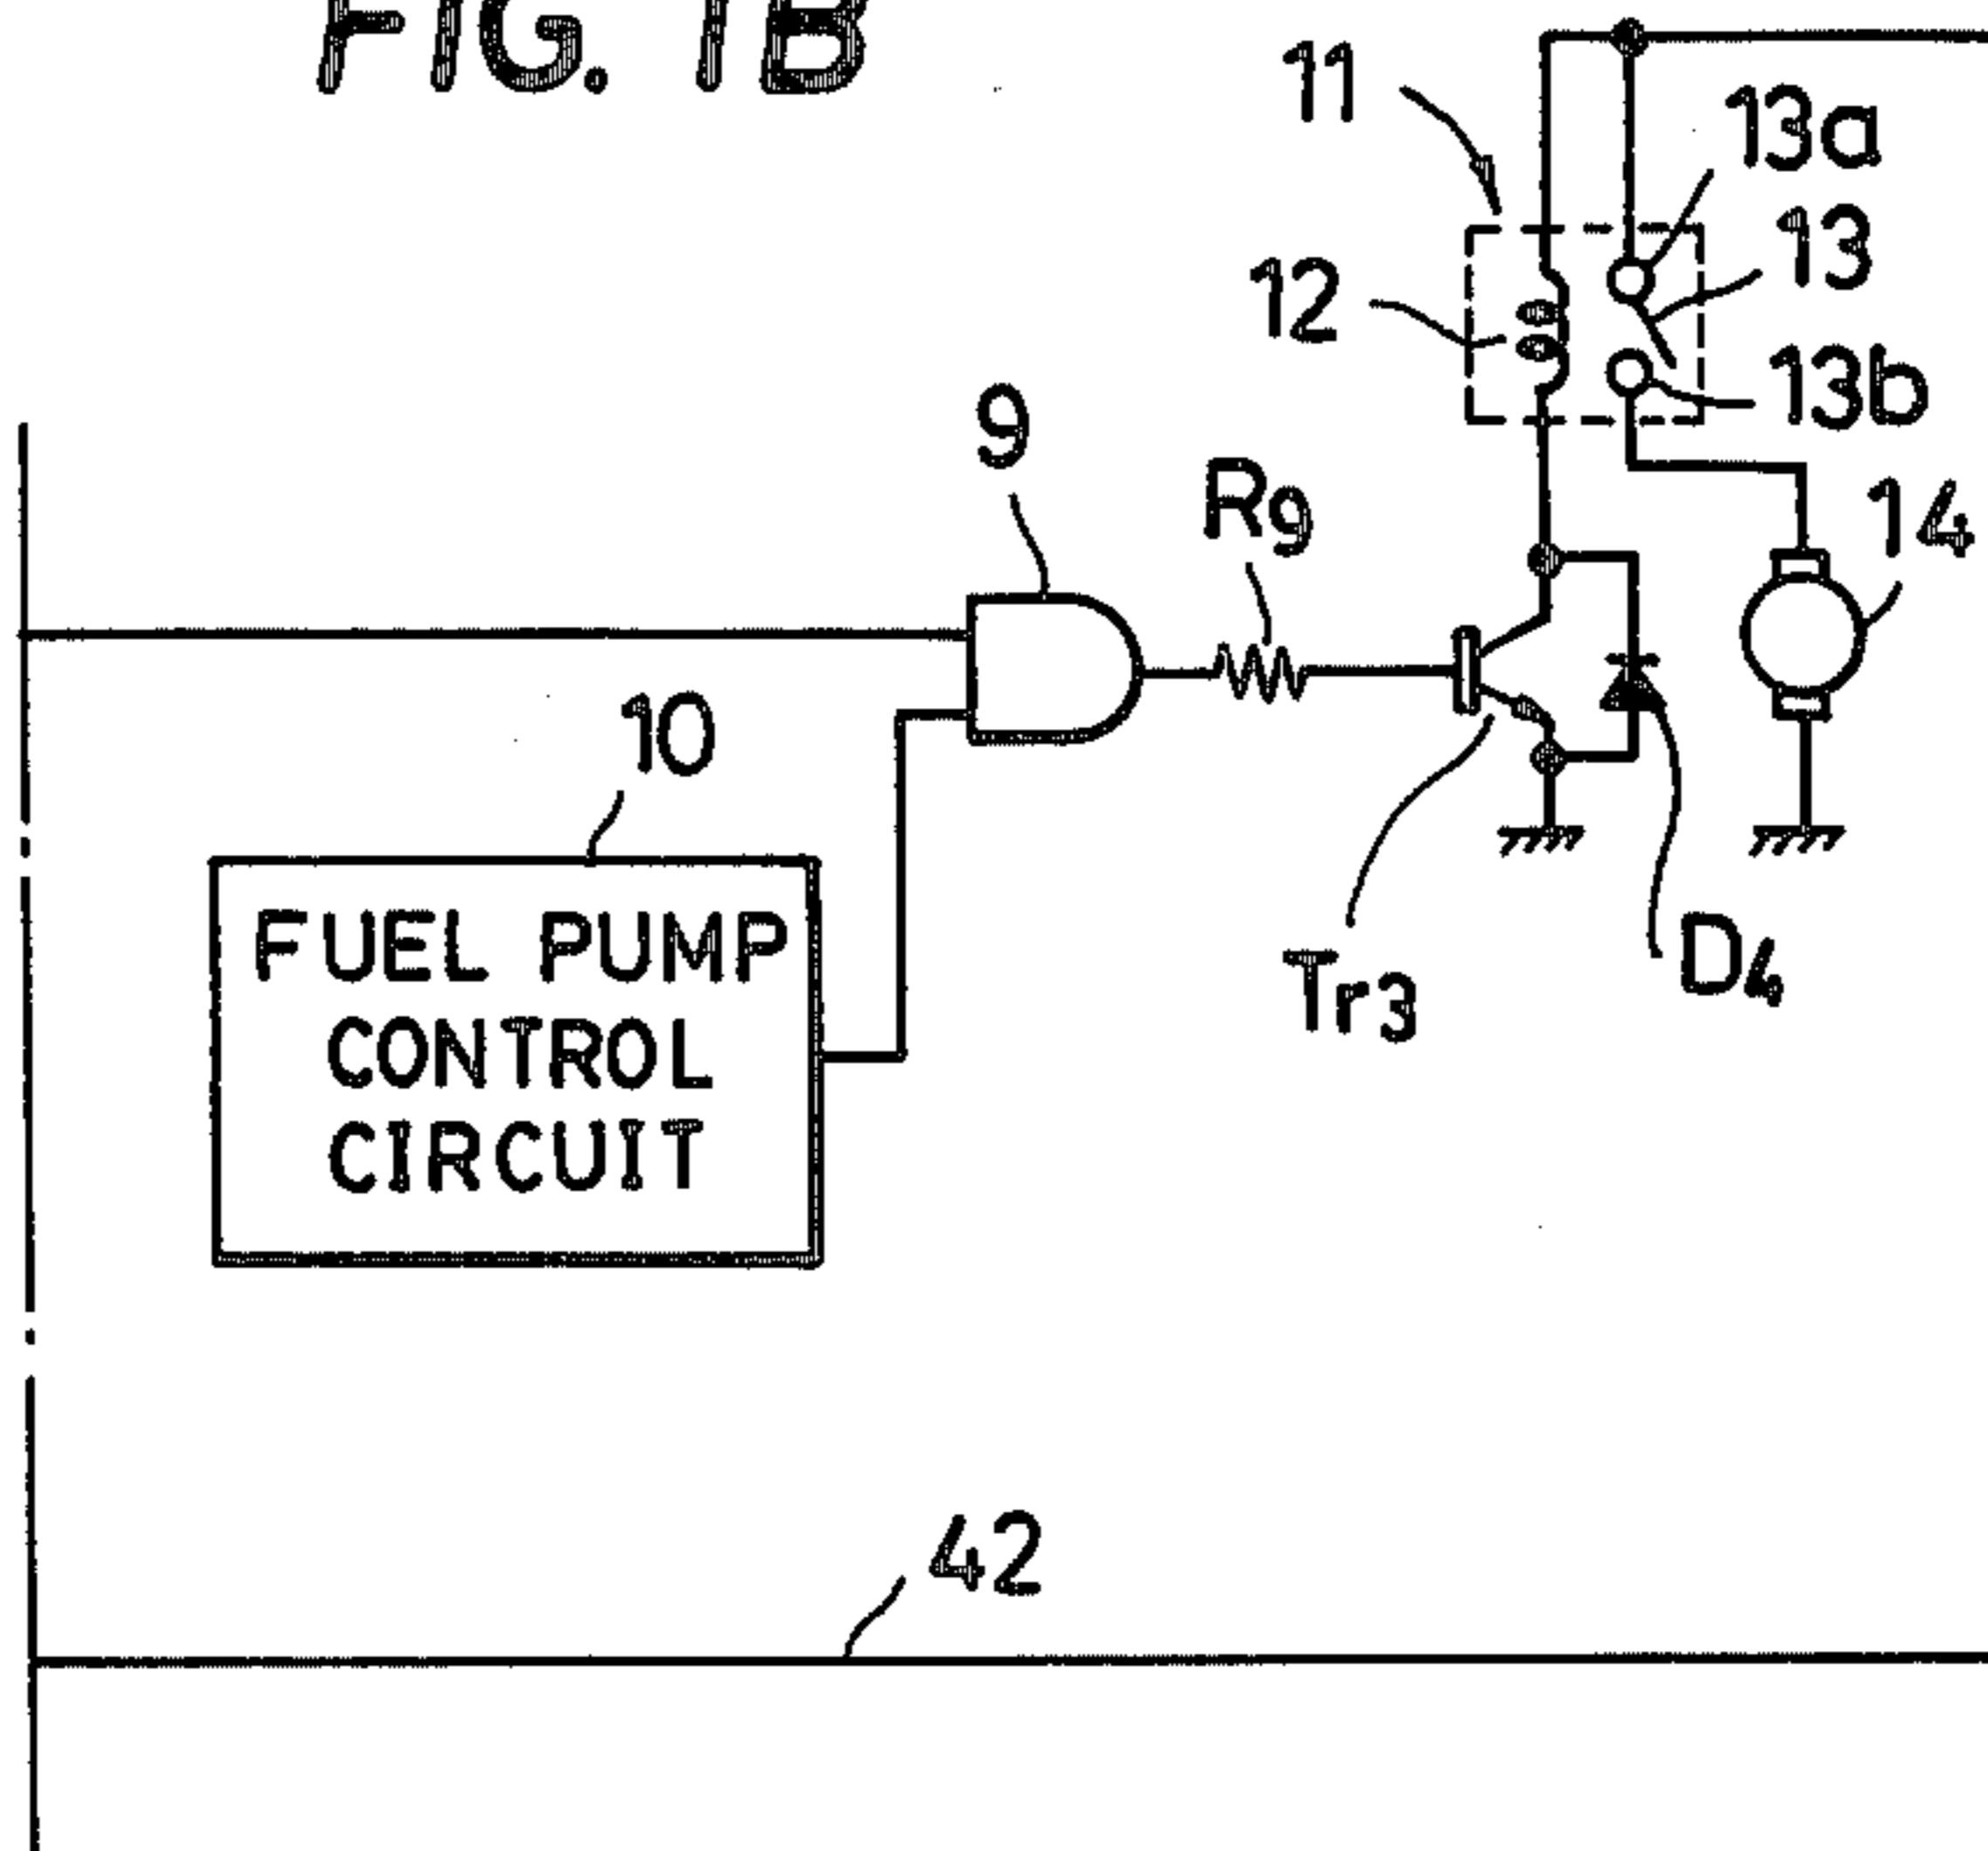 FIG. 1B
11
13a
13
12
13b
9
R9
14
10
FUEL PUMP
CONTROL
CIRCUIT
Tr3
D4
42